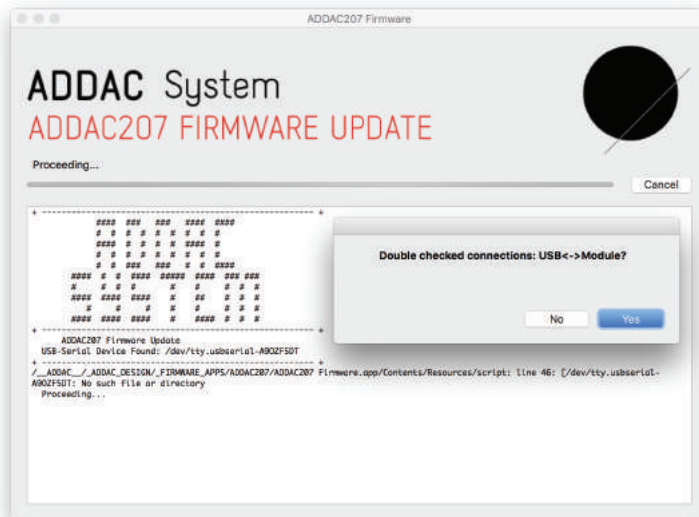 ADDAC207 Firmware
ADDAC System
ADDAC207 FIRMWARE UPDATE
Proceeding...
Cancel
Double checked connections: USB<->Module?
No
Yes
ADDAC207 Firmware Update
USB-Serial Device Found: /dev/tty.usbserial-A9OZF5DT
/__ADDAC__/_ADDAC_DESIGN/_FIRMWARE_APPS/ADDAC207/ADDAC207 Firmware.app/Contents/Resources/script: line 46: [/dev/tty.usbserial-
A9OZF5DT: No such file or directory
Proceeding...